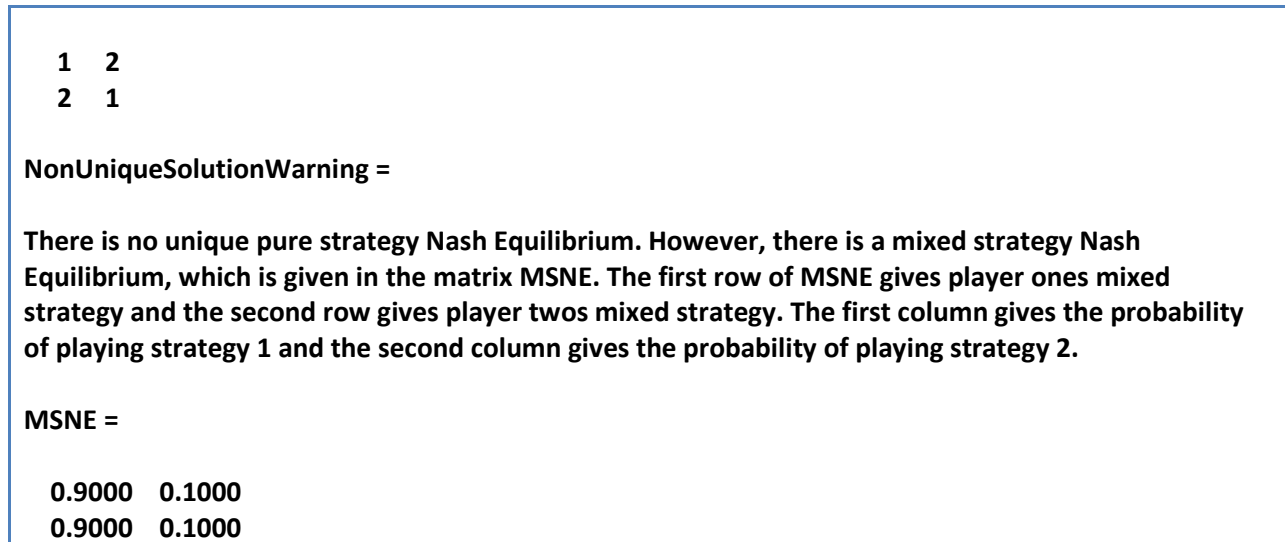 1 2
2 1
NonUniqueSolutionWarning =
There is no unique pure strategy Nash Equilibrium. However, there is a mixed strategy Nash
Equilibrium, which is given in the matrix MSNE. The first row of MSNE gives player ones mixed
strategy and the second row gives player twos mixed strategy. The first column gives the probability
of playing strategy 1 and the second column gives the probability of playing strategy 2.
MSNE =
0.9000 0.1000
0.9000 0.1000